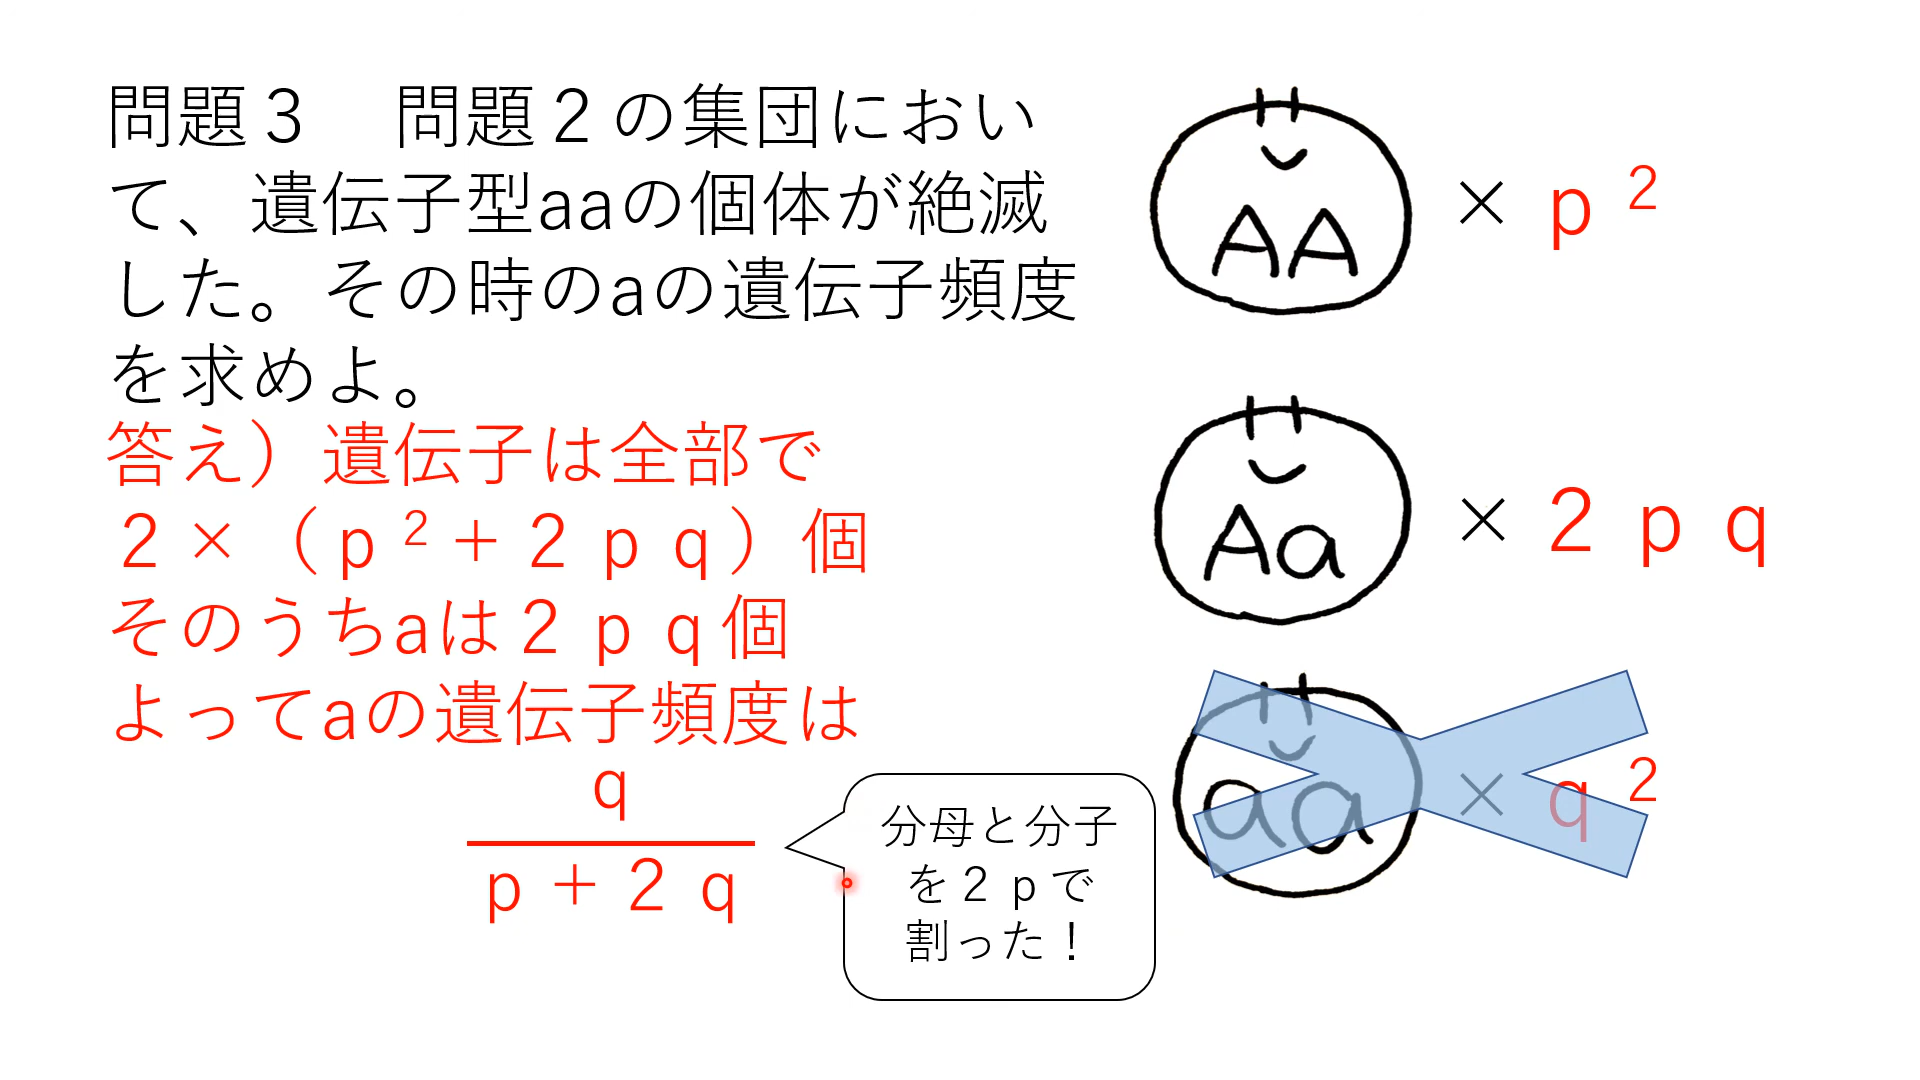 問題３　問題２の集団におい
て、遺伝子型aaの個体が絶滅
した。その時のaの遺伝子頻度
を求めよ。
答え）遺伝子は全部で
２×（ｐ²＋２ｐｑ）個
そのうちaは２ｐｑ個
よってaの遺伝子頻度は
ｑ
ｐ＋２ｑ
分母と分子
を２ｐで
割った！
AA
×ｐ²
Aa
×２ｐｑ
aa
×ｑ²